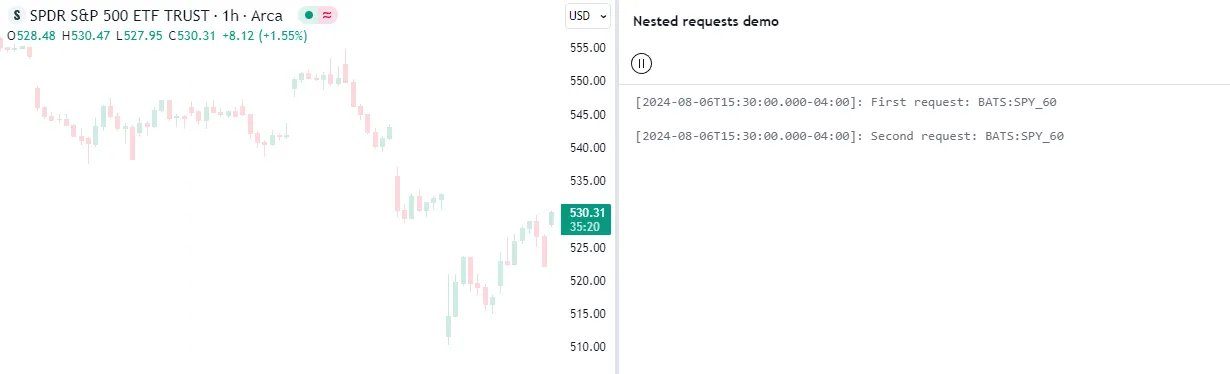 S SPDR S&P 500 ETF TRUST · 1h · Arca
O528.48 H530.47 L527.95 C530.31 +8.12 (+1.55%)
USD
555.00
550.00
545.00
540.00
535.00
530.31
35:20
525.00
520.00
515.00
510.00
Nested requests demo
[2024-08-06T15:30:00.000-04:00]: First request: BATS:SPY_60
[2024-08-06T15:30:00.000-04:00]: Second request: BATS:SPY_60